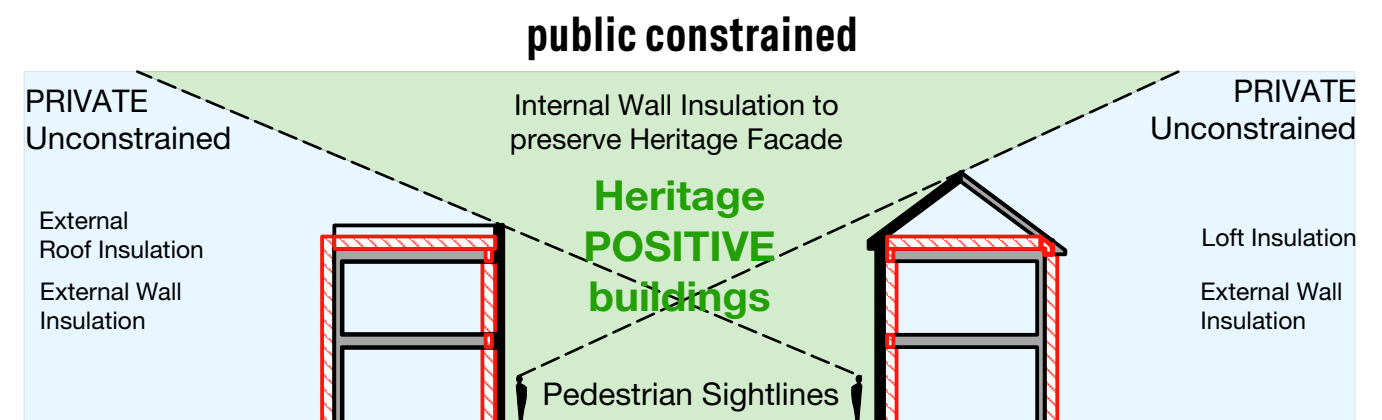 public constrained
PRIVATE
Unconstrained
Internal Wall Insulation to
preserve Heritage Facade
PRIVATE
Unconstrained
Heritage
POSITIVE
buildings
External
Roof Insulation
External Wall
Insulation
Loft Insulation
External Wall
Insulation
Pedestrian Sightlines